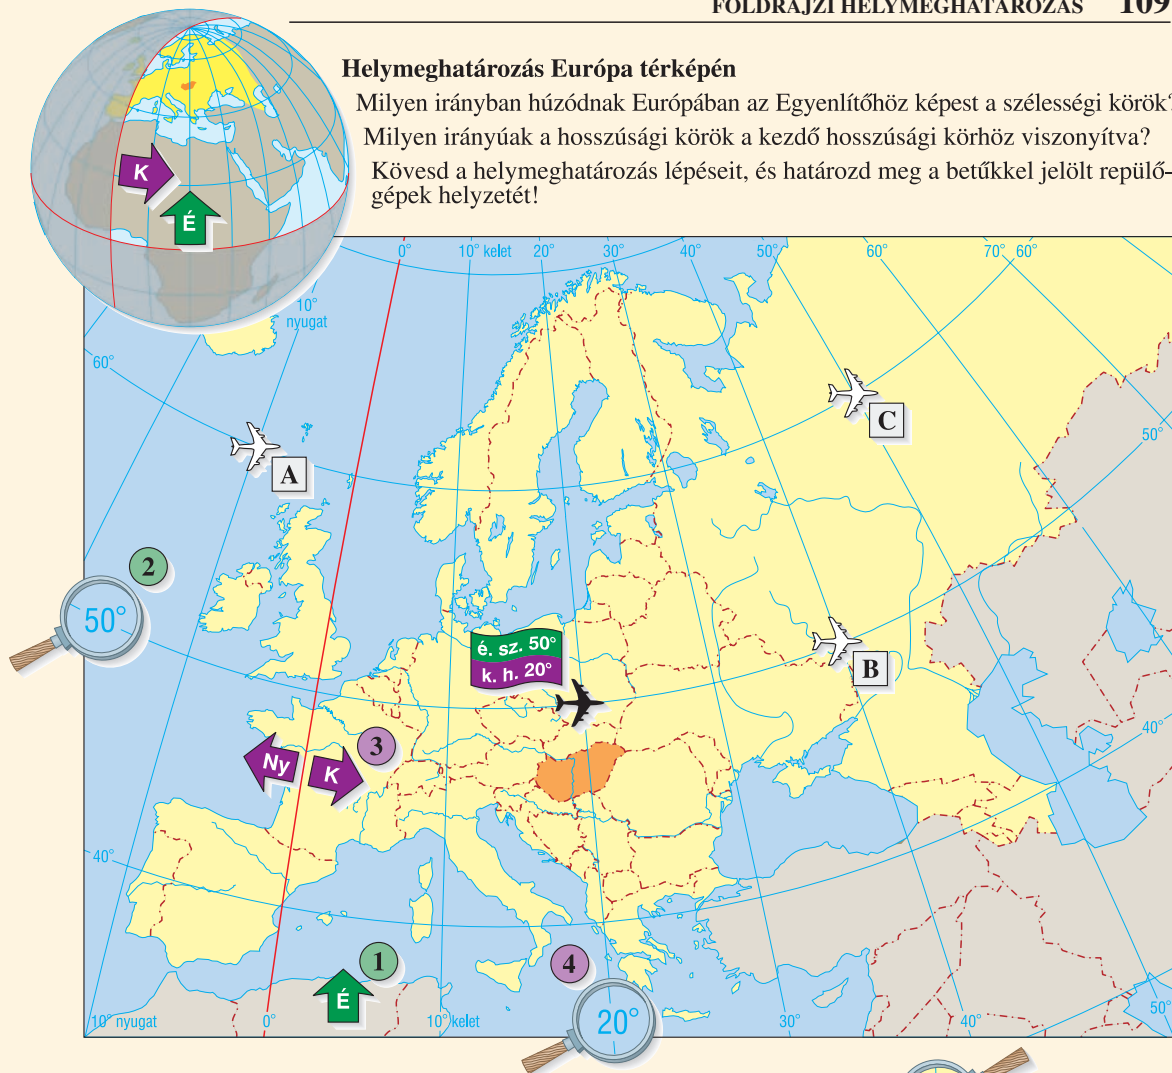 FÖLDRAJZI HELYMEGHATÁROZÁS 109
Helymeghatározás Európa térképén
Milyen irányban húzódnak Európában az Egyenlítőhöz képest a szélességi körök?
Milyen irányúak a hosszúsági körök a kezdő hosszúsági körhöz viszonyítva?
Kövesd a helymeghatározás lépéseit, és határozd meg a betűkkel jelölt repülő-
gépek helyzetét!
K
É
0° 10° kelet 20° 30° 40° 50° 60° 70° 60°
10°
nyugat
60°
C
50°
A
2
50°
é. sz. 50°
k. h. 20°
B
40°
3
Ny
K
40°
1
4
É
20°
10° nyugat 0° 10° kelet 30° 40° 50°